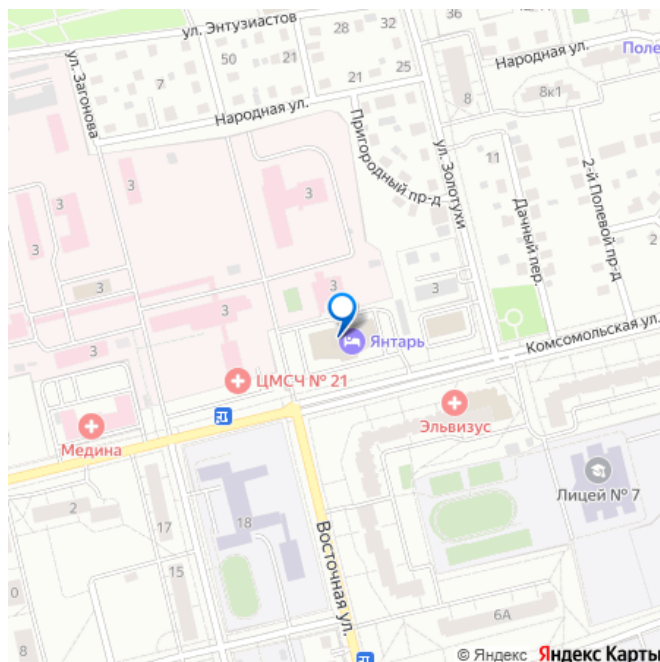 ул. Энтузиастов
28
32
36
ул. Загонова
50
21
7
25
21
Народная ул.
Народная ул.
Поле
8
8к1
Пригородный пр-д
ул. Золотухи
11
Дачный пер.
2-й Полевой пр-д
2
3
3
3
3
3
3
3
3
3
Янтарь
Комсомольская ул.
ЦМСЧ № 21
Медина
Эльвизус
Лицей № 7
2
17
18
15
Восточная ул.
0
8
6А
© Яндекс Яндекс Карты